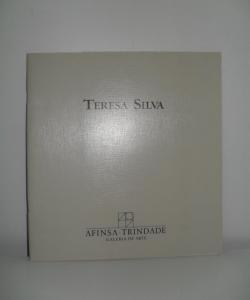 TERESA SILVA
AFINSA·TRINDADE
GALERIA DE ARTE